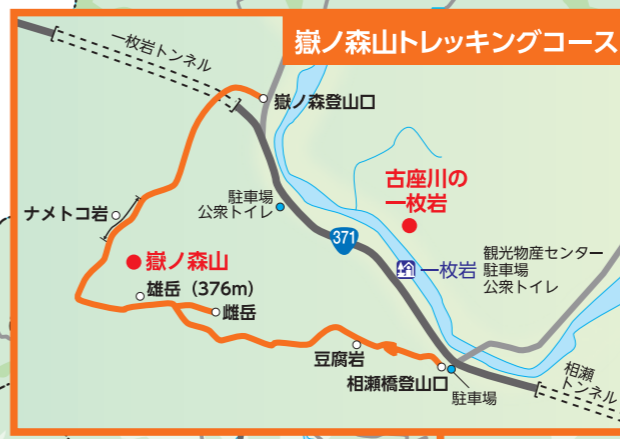 嶽ノ森山トレッキングコース
一枚岩トンネル
嶽ノ森登山口
駐車場
公衆トイレ
古座川の
一枚岩
ナメトコ岩
371
嶽ノ森山
一枚岩
観光物産センター
駐車場
公衆トイレ
雄岳（376m）
雌岳
豆腐岩
相瀬橋登山口
駐車場
相瀬
トンネル